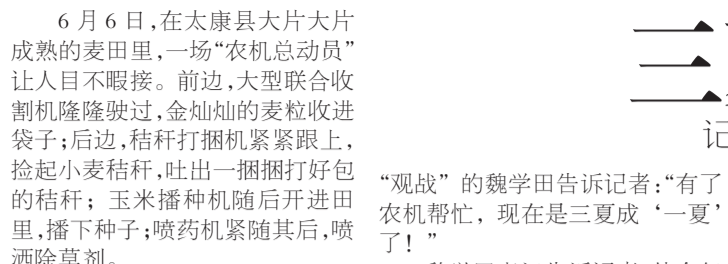 6月6日,在太康县大片大片
成熟的麦田里,一场“农机总动员”
让人目不暇接。前边,大型联合收
割机隆隆驶过,金灿灿的麦粒收进
袋子;后边,秸秆打捆机紧紧跟上,
捡起小麦秸秆,吐出一捆捆打好包
的秸秆；玉米播种机随后开进田
里,播下种子;喷药机紧随其后,喷
洒除草剂。
三
记
“观战”的魏学田告诉记者:“有了
农机帮忙，现在是三夏成‘一夏’
了！”